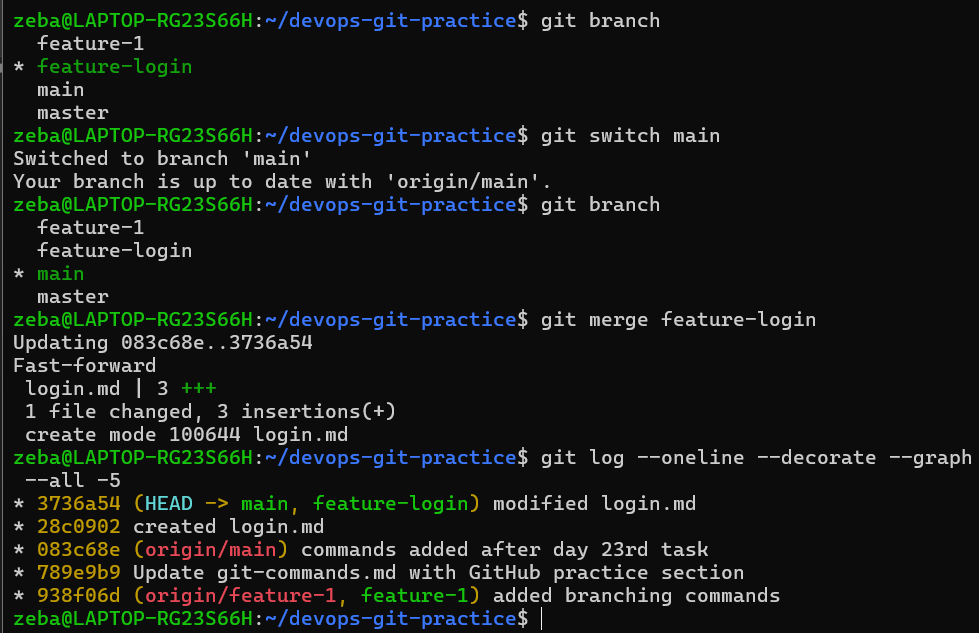 zeba@LAPTOP-RG23S66H:~/devops-git-practice$ git branch
  feature-1
* feature-login
  main
  master
zeba@LAPTOP-RG23S66H:~/devops-git-practice$ git switch main
Switched to branch 'main'
Your branch is up to date with 'origin/main'.
zeba@LAPTOP-RG23S66H:~/devops-git-practice$ git branch
  feature-1
  feature-login
* main
  master
zeba@LAPTOP-RG23S66H:~/devops-git-practice$ git merge feature-login
Updating 083c68e..3736a54
Fast-forward
 login.md | 3 +++
 1 file changed, 3 insertions(+)
 create mode 100644 login.md
zeba@LAPTOP-RG23S66H:~/devops-git-practice$ git log --oneline --decorate --graph
 --all -5
* 3736a54 (HEAD -> main, feature-login) modified login.md
* 28c0902 created login.md
* 083c68e (origin/main) commands added after day 23rd task
* 789e9b9 Update git-commands.md with GitHub practice section
* 938f06d (origin/feature-1, feature-1) added branching commands
zeba@LAPTOP-RG23S66H:~/devops-git-practice$